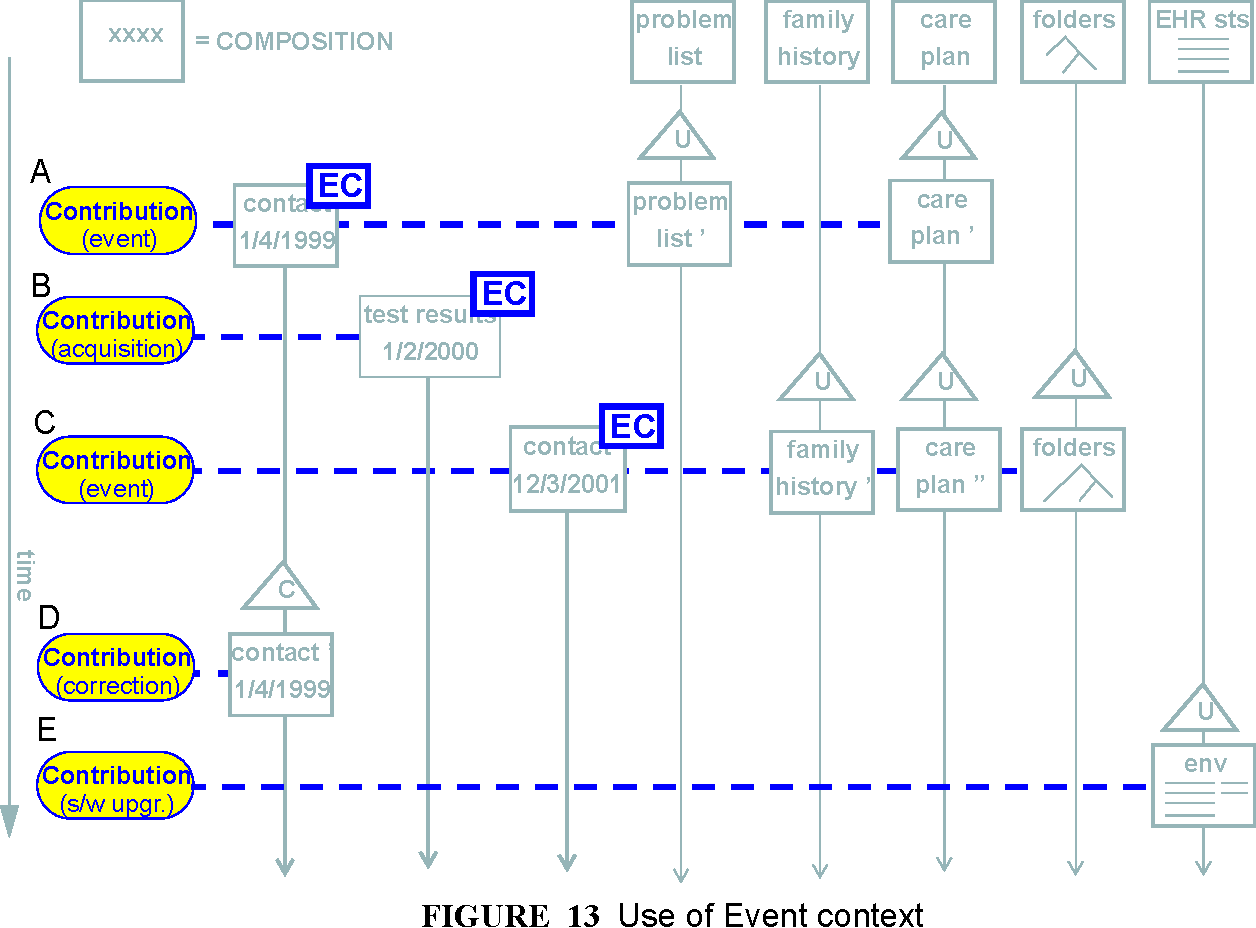 xxxx
= COMPOSITION
problem
list
family
history
care
plan
folders
EHR sts
U
U
A
Contribution
(event)
contact
1/4/1999
EC
problem
list ’
care
plan ’
B
Contribution
(acquisition)
test results
1/2/2000
EC
U
U
U
C
Contribution
(event)
contact
12/3/2001
EC
family
history ’
care
plan ”
folders
time
C
D
Contribution
(correction)
contact ’
1/4/1999
U
E
Contribution
(s/w upgr.)
env
FIGURE 13 Use of Event context